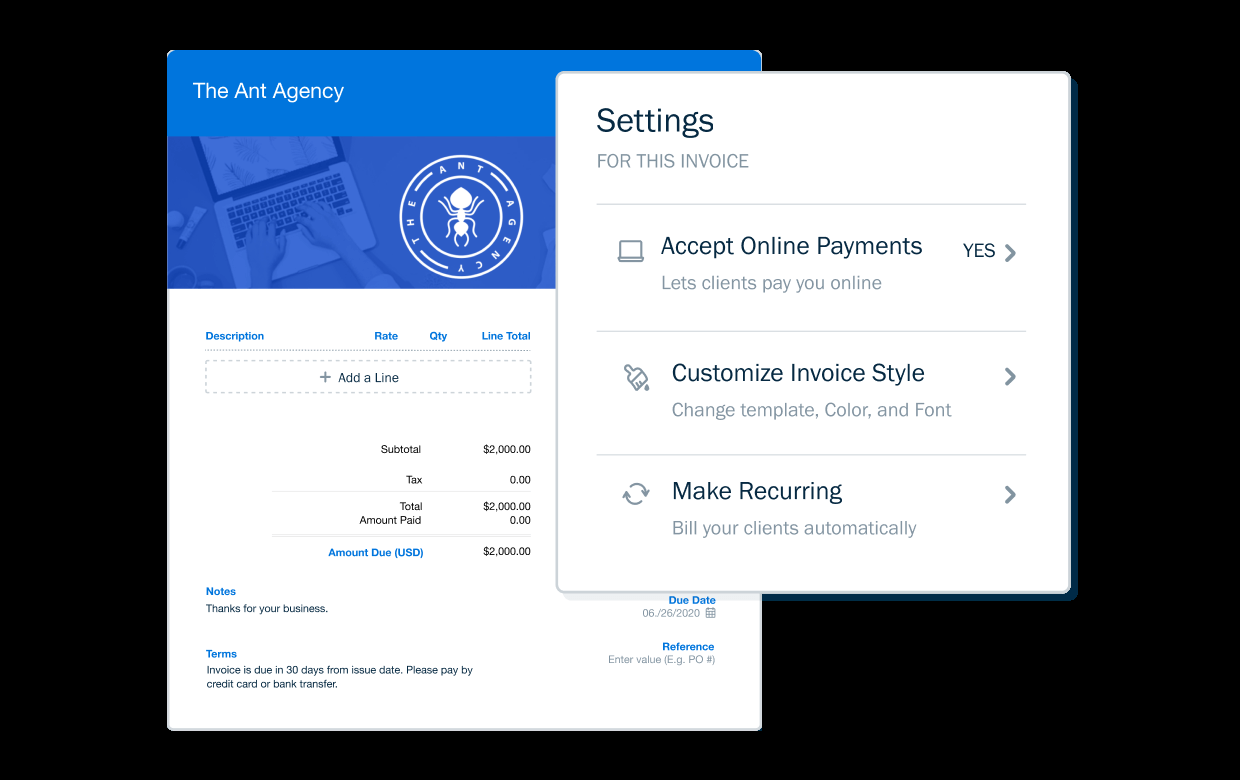 The Ant Agency
THE ANT AGENCY
Description Rate Qty Line Total
+ Add a Line
Subtotal $2,000.00
Tax 0.00
Total $2,000.00
Amount Paid 0.00
Amount Due (USD) $2,000.00
Notes
Thanks for your business.
Terms
Invoice is due in 30 days from issue date. Please pay by
credit card or bank transfer.
Due Date
06./26/2020
Reference
Enter value (E.g. PO #)
Settings
FOR THIS INVOICE
Accept Online Payments YES
Lets clients pay you online
Customize Invoice Style
Change template, Color, and Font
Make Recurring
Bill your clients automatically